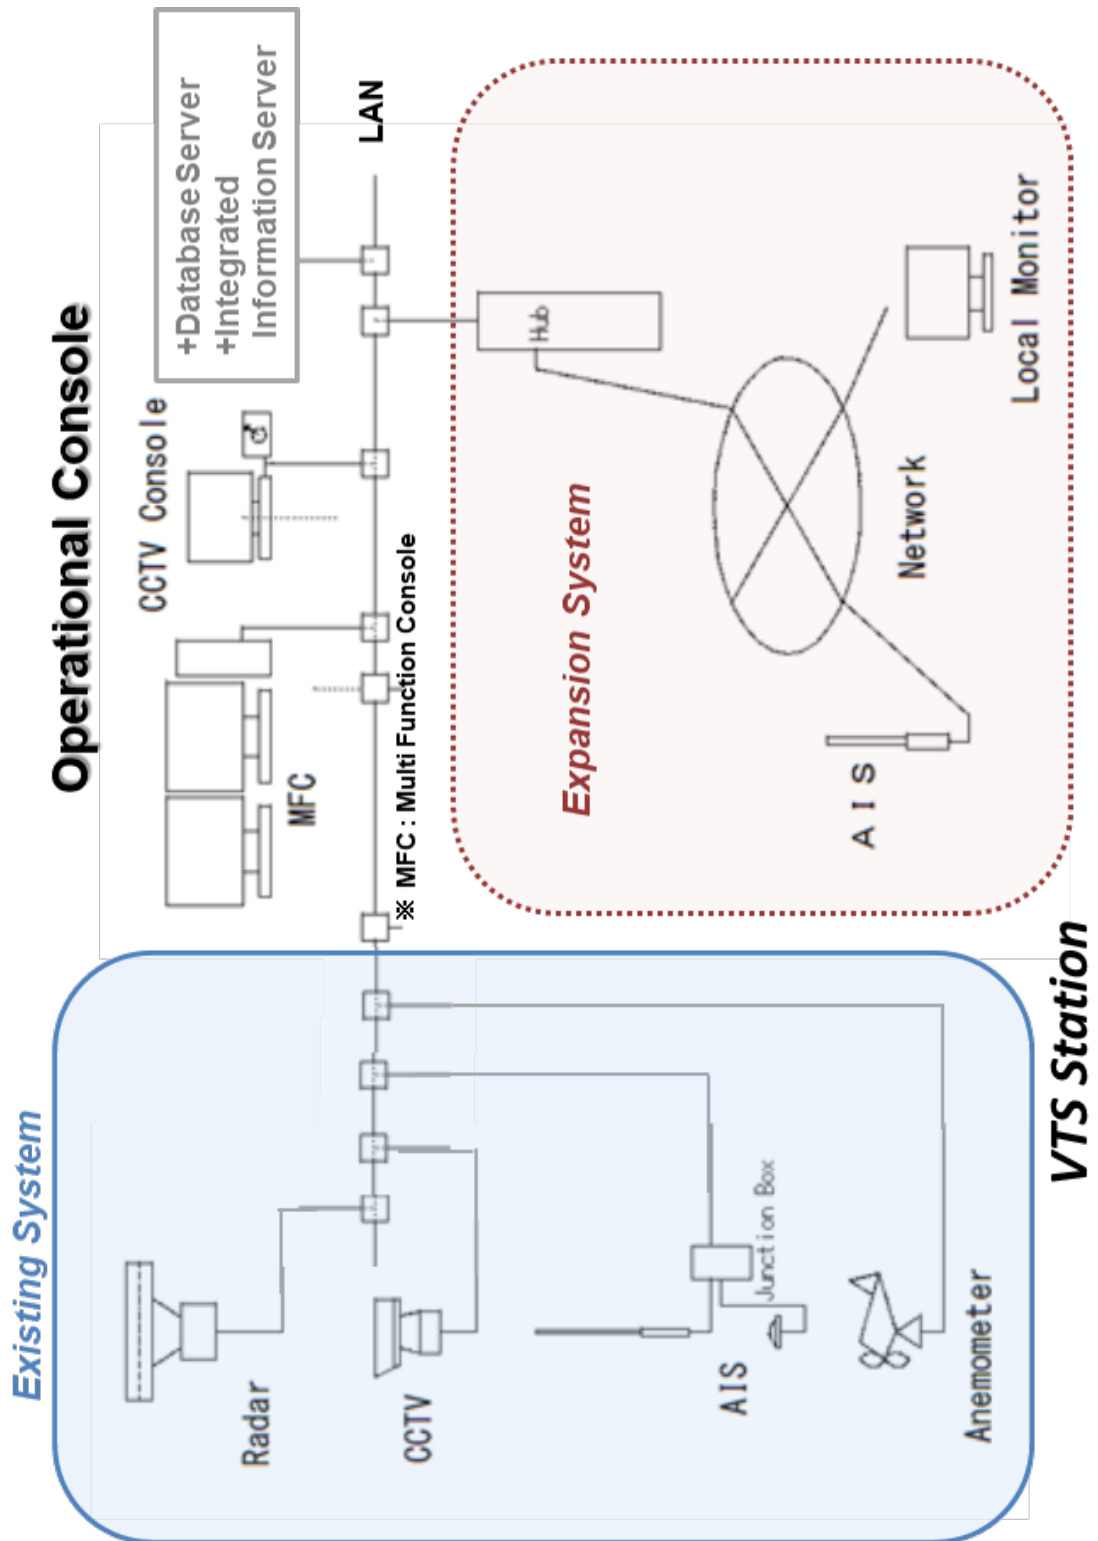 Existing System
Radar
CCTV
AIS
Junction Box
Anemometer
VTS Station
Operational Console
MFC
CCTV Console
+Database Server
+Integrated
Information Server
LAN
※ MFC : Multi Function Console
Expansion System
Hub
Network
AIS
Local Monitor